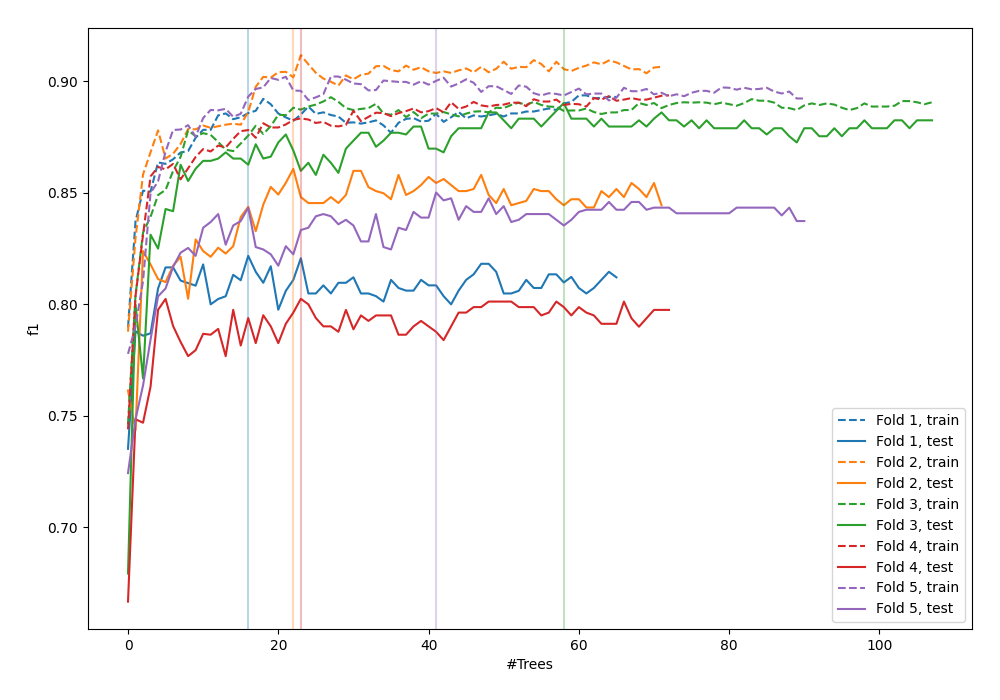 0.90
0.85
0.80
0.75
0.70
f1
0
20
40
60
80
100
#Trees
Fold 1, train
Fold 1, test
Fold 2, train
Fold 2, test
Fold 3, train
Fold 3, test
Fold 4, train
Fold 4, test
Fold 5, train
Fold 5, test